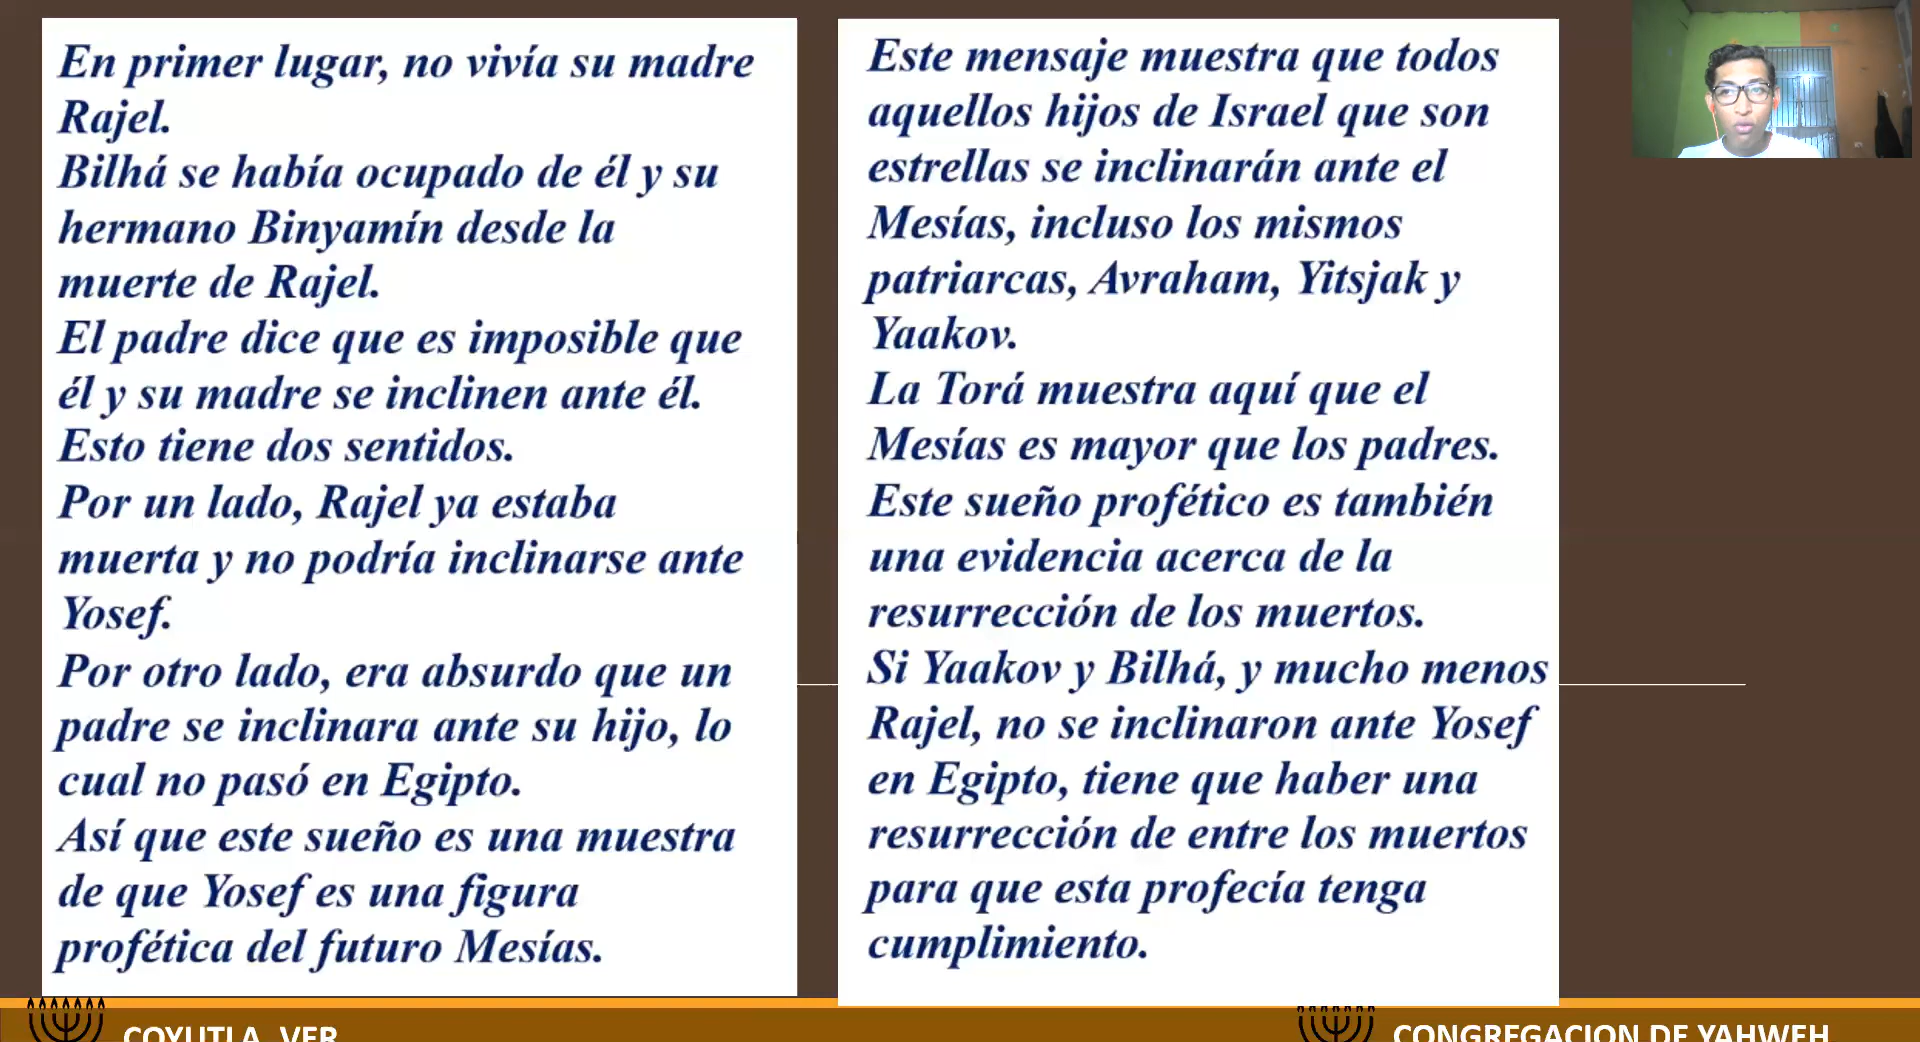 En primer lugar, no vivía su madre
Rajel.
Bilhá se había ocupado de él y su
hermano Binyamín desde la
muerte de Rajel.
El padre dice que es imposible que
él y su madre se inclinen ante él.
Esto tiene dos sentidos.
Por un lado, Rajel ya estaba
muerta y no podría inclinarse ante
Yosef.
Por otro lado, era absurdo que un
padre se inclinara ante su hijo, lo
cual no pasó en Egipto.
Así que este sueño es una muestra
de que Yosef es una figura
profética del futuro Mesías.
Este mensaje muestra que todos
aquellos hijos de Israel que son
estrellas se inclinarán ante el
Mesías, incluso los mismos
patriarcas, Avraham, Yitsjak y
Yaakov.
La Torá muestra aquí que el
Mesías es mayor que los padres.
Este sueño profético es también
una evidencia acerca de la
resurrección de los muertos.
Si Yaakov y Bilhá, y mucho menos
Rajel, no se inclinaron ante Yosef
en Egipto, tiene que haber una
resurrección de entre los muertos
para que esta profecía tenga
cumplimiento.
COYUTLA, VER
CONGREGACION DE YAHWEH